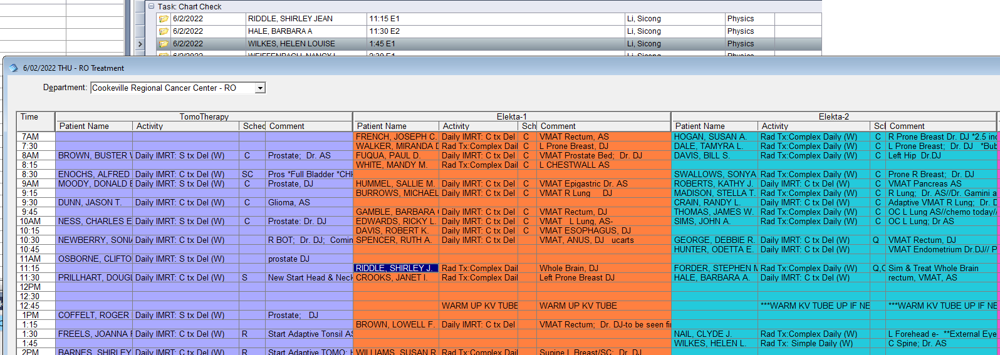 Task: Chart Check
6/2/2022 RIDDLE, SHIRLEY JEAN 11:15 E1 Li, Sicong Physics
6/2/2022 HALE, BARBARA A 11:30 E2 Li, Sicong Physics
6/2/2022 WILKES, HELEN LOUISE 1:45 E1 Li, Sicong Physics
6/02/2022 THU - RO Treatment
Department: Cookeville Regional Cancer Center - RO
Time TomoTherapy Elekta-1 Elekta-2
Patient Name Activity Sched Comment Patient Name Activity Sch Comment Patient Name Activity Sc Comment
7AM FRENCH, JOSEPH C. Daily IMRT: C tx Del C VMAT Rectum, AS HOGAN, SUSAN A. Rad Tx:Complex Daily (W) C R Prone Breast Dr. DJ *2.5 inc
7:30 WALKER, MIRANDA Rad Tx:Complex Dail C L Prone Breast, DJ DALE, TAMYRA L. Rad Tx:Complex Daily (W) C L Prone Breast; Dr. DJ *Bub
8AM BROWN, BUSTER Daily IMRT: C tx Del (W) C Prostate; Dr. AS FUQUA, PAUL D. Daily IMRT: C tx Del C VMAT Prostate Bed; Dr. DJ DAVIS, BILL S. Daily IMRT: C tx Del (W) C Left Hip Dr.DJ
8:15 WHITE, MANDY M. Rad Tx:Complex Dail C L CHESTWALL AS
8:30 ENOCHS, ALFRED Daily IMRT: C tx Del (W) SC Pros *Full Bladder *CH SWALLOWS, SONYA Rad Tx:Complex Daily (W) C Prone R Breast; Dr. DJ
9AM MOODY, DONALD Daily IMRT: S tx Del (W) C Prostate, DJ HUMMEL, SALLIE M. Daily IMRT: C tx Del C VMAT Epigastric Dr. AS ROBERTS, KATHY J. Daily IMRT: C tx Del (W) C VMAT Pancreas AS
9:15 BURROWS, MICHAEL Daily IMRT: C tx Del C VMAT R Lung DJ MADISON, STELLA T. Rad Tx:Complex Daily (W) C R Lung; Dr. AS//Dr. Gamini a
9:30 DUNN, JASON T. Daily IMRT: C tx Del (W) C Glioma, AS CRAIN, RANDY L. Daily IMRT: C tx Del (W) C Adaptive VMAT R Lung; Dr. D
9:45 GAMBLE, BARBARA Daily IMRT: C tx Del C VMAT Rectum, DJ THOMAS, JAMES W. Rad Tx:Complex Daily (W) C OC L Lung AS//chemo today//
10AM NESS, CHARLES E Daily IMRT: C tx Del (W) C Prostate: Dr. DJ EDWARDS, RICKY L. Daily IMRT: C tx Del C VMAT L Lung, AS- SIMS, JOHN A. Rad Tx:Complex Daily (W) C OC L Lung; Dr AS
10:15 DAVIS, ROBERT K. Daily IMRT: C tx Del C VMAT ESOPHAGUS, DJ
10:30 NEWBERRY, SONI Daily IMRT: C tx Del (W) R BOT; Dr. DJ; Comin SPENCER, RUTH A. Daily IMRT: C tx Del VMAT, ANUS, DJ ucarts GEORGE, DEBBIE R. Daily IMRT: C tx Del (W) Q VMAT Rectum, DJ
10:45 HUNTER, ODETTA E. Daily IMRT: C tx Del (W) VMAT Endometrium Dr.DJ// P
11AM OSBORNE, CLIFTO Daily IMRT: S tx Del (W) prostate DJ
11:15 RIDDLE, SHIRLEY J. Rad Tx:Complex Dail Whole Brain, DJ FORDER, STEPHEN Rad Tx:Complex Daily (W) Q,C Sim & Treat Whole Brain
11:30 PRILLHART, DOUGL Daily IMRT: C tx Del (W) S New Start Head & Neck CROOKS, JANET I. Rad Tx:Complex Dail Left Prone Breast DJ HALE, BARBARA A. Daily IMRT: C tx Del (W) rectum, VMAT, AS
12PM
12:30
12:45 WARM UP KV TUBE WARM UP KV TUBE ***WARM KV TUBE UP IF NE ***WARM KV TUBE UP IF NE
1PM COFFELT, ROGER Daily IMRT: S tx Del (W) Prostate; DJ
1:15 BROWN, LOWELL F. Daily IMRT: C tx Del VMAT Rectum; Dr. DJ-to be seen fi
1:30 FREELS, JOANNA Daily IMRT: C tx Del (W) R Start Adaptive Tonsil AS NAIL, CLYDE J. Rad Tx:Complex Daily (W) L Forehead e- **External Eye
1:45 WILKES, HELEN L. Rad Tx: Simple Daily (W) C Spine; Dr. AS
2PM BARNES, SHIRLEY Daily IMRT: C tx Del (W) R Start Adaptive TOMO: WILLIAMS, SUSAN R Rad Tx:Complex Dail Supine L Breast/SC; Dr. DJ